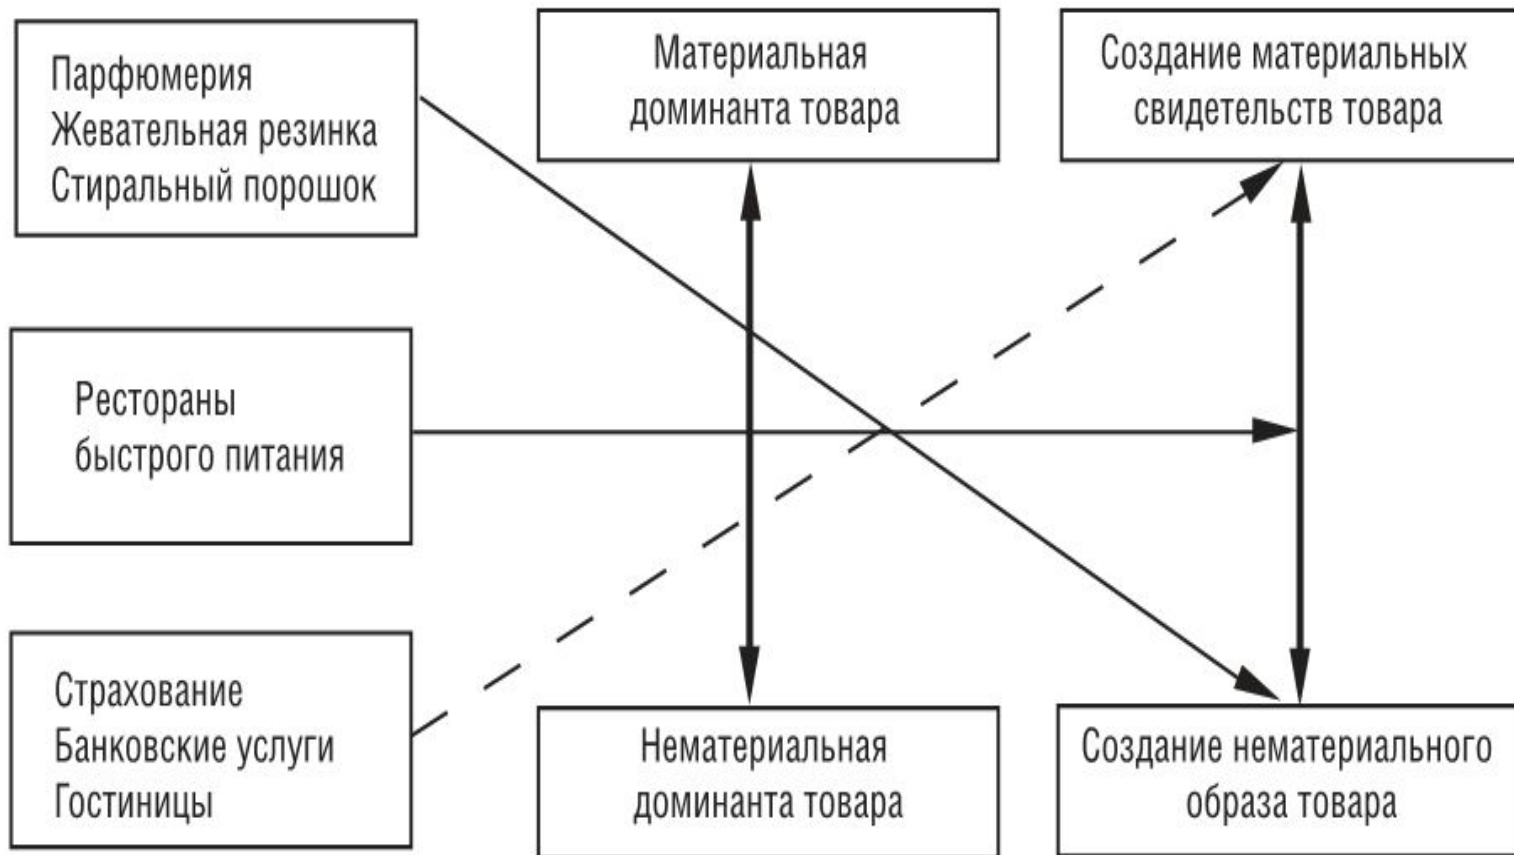 Парфюмерия
Жевательная резинка
Стиральный порошок
Материальная
доминанта товара
Создание материальных
свидетельств товара
Рестораны
быстрого питания
Страхование
Банковские услуги
Гостиницы
Нематериальная
доминанта товара
Создание нематериального
образа товара